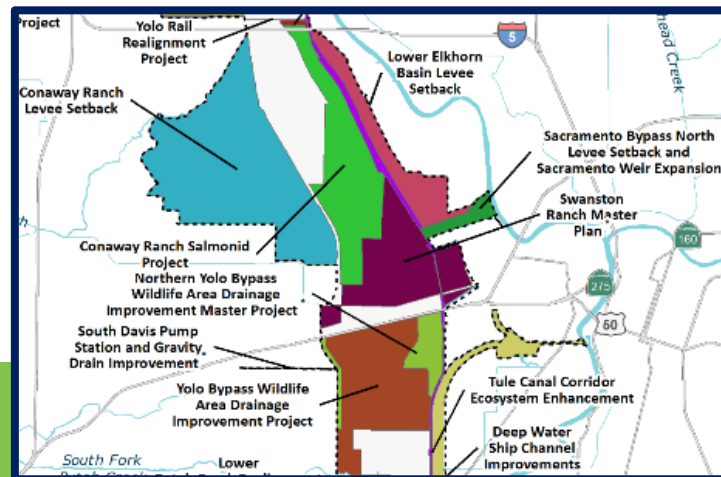 Project
Yolo Rail
Realignment
Project
5
head Creek
Lower Elkhorn
Basin Levee
Setback
Conaway Ranch
Levee Setback
Sacramento Bypass North
Levee Setback and
Sacramento Weir Expansion
Swanston
Ranch Master
Plan
160
Conaway Ranch Salmonid
Project
Northern Yolo Bypass
Wildlife Area Drainage
Improvement Master Project
275
50
South Davis Pump
Station and Gravity
Drain Improvement
Yolo Bypass Wildlife
Area Drainage
Improvement Project
Tule Canal Corridor
Ecosystem Enhancement
Deep Water
Ship Channel
Improvements
South Fork
Lower